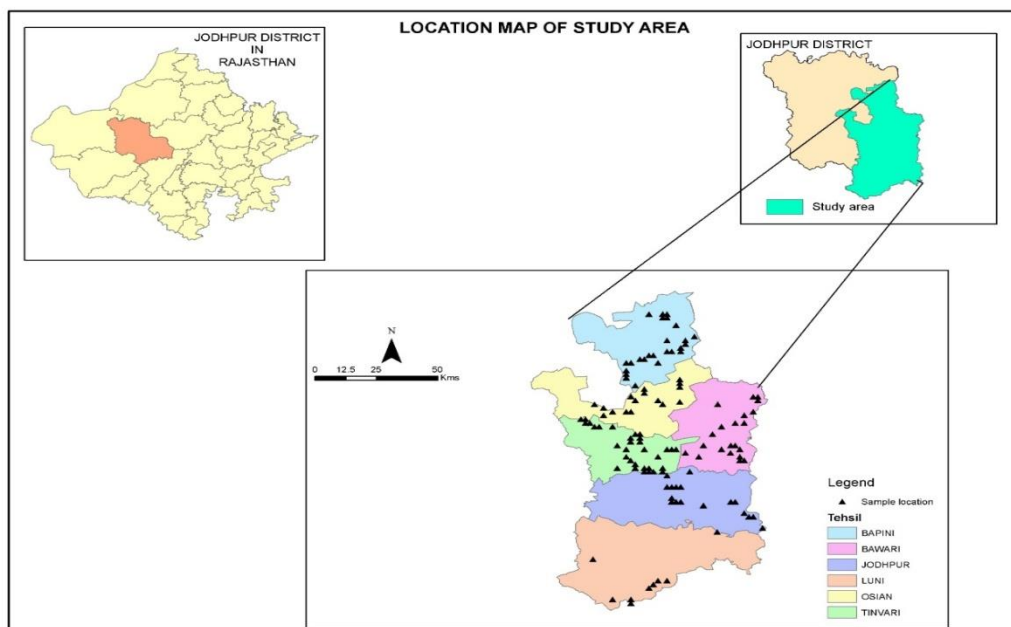 LOCATION MAP OF STUDY AREA
JODHPUR DISTRICT
IN
RAJASTHAN
JODHPUR DISTRICT
Study area
N
0 12.5 25 50
Kms
Legend
Sample location
Tehsil
BAPINI
BAWARI
JODHPUR
LUNI
OSIAN
TINVARI